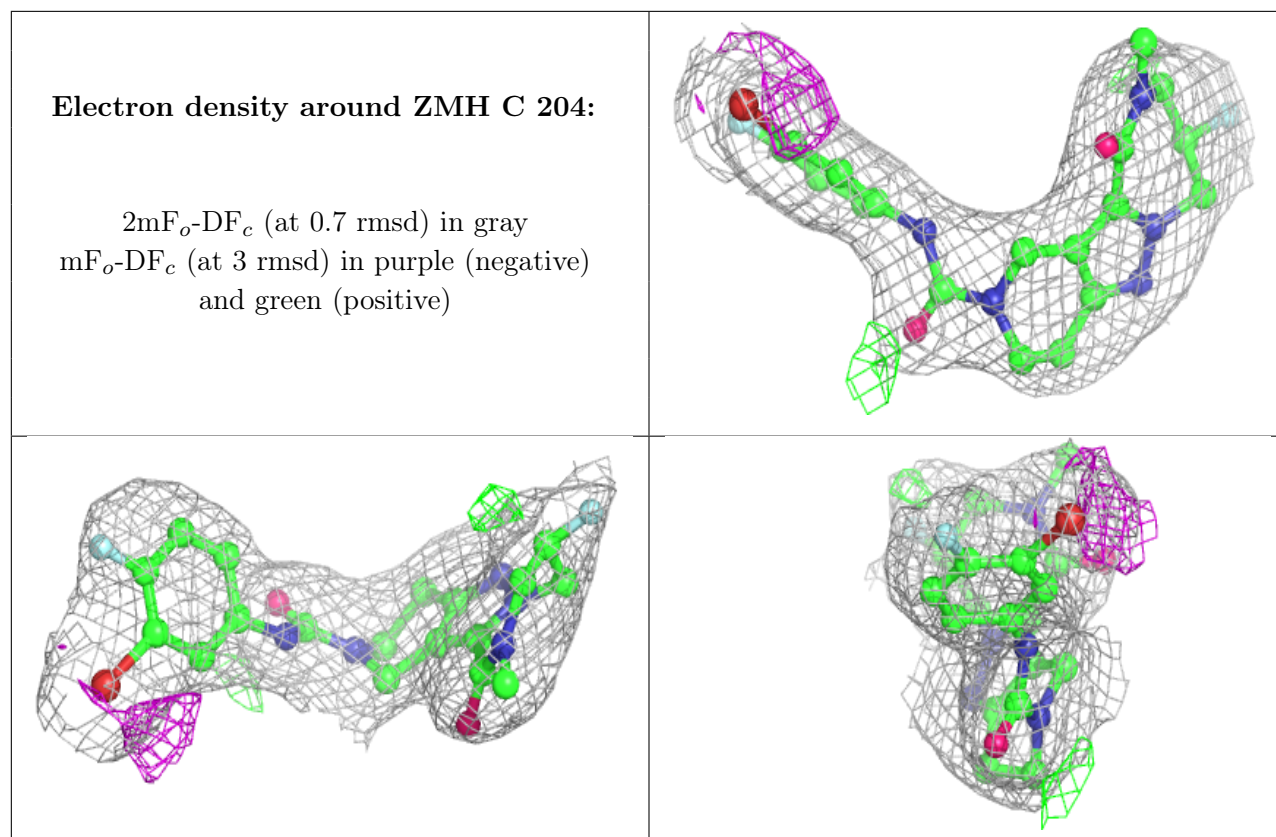 Electron density around ZMH C 204:
2mFₒ-DF𝒸 (at 0.7 rmsd) in gray
mFₒ-DF𝒸 (at 3 rmsd) in purple (negative)
and green (positive)